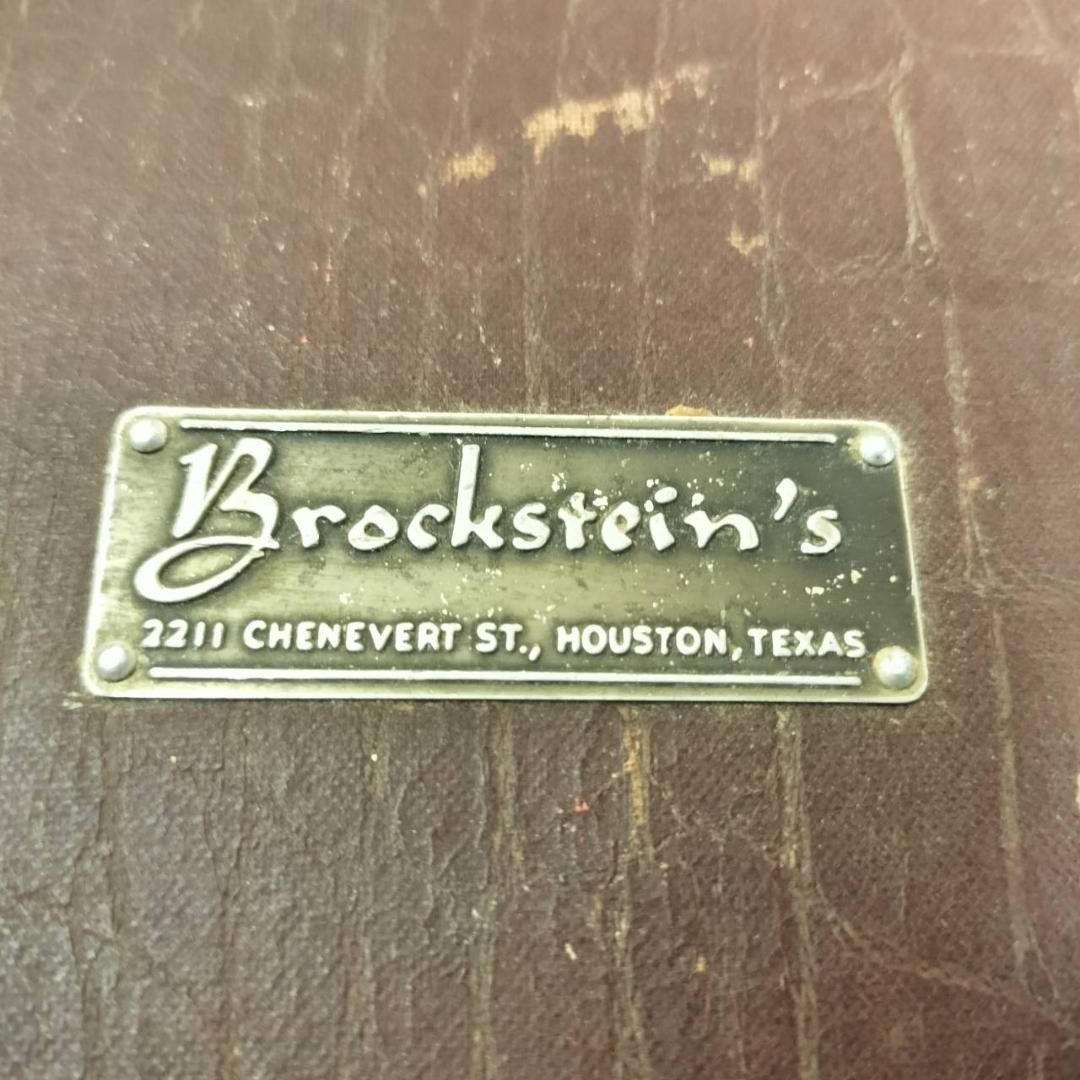 Brockstein's
2211 CHENEVERT ST., HOUSTON, TEXAS